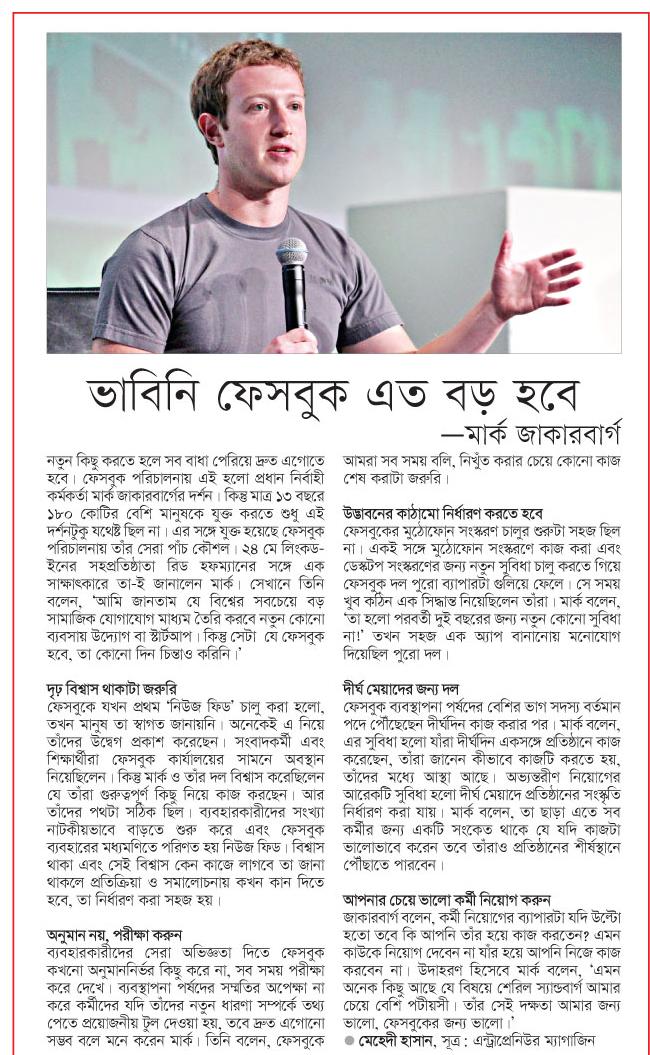 ভাবিনি ফেসবুক এত বড় হবে
—মার্ক জাকারবার্গ
নতুন কিছু করতে হলে সব বাধা পেরিয়ে দ্রুত এগোতে
হবে। ফেসবুক পরিচালনায় এই হলো প্রধান নির্বাহী
কর্মকর্তা মার্ক জাকারবার্গের দর্শন। কিন্তু মাত্র ১৩ বছরে
১৮০ কোটির বেশি মানুষকে যুক্ত করতে শুধু এই
দর্শনটুকু যথেষ্ট ছিল না। এর সঙ্গে যুক্ত হয়েছে ফেসবুক
পরিচালনায় তাঁর সেরা পাঁচ কৌশল। ২৪ মে লিংকড-
ইনের সহপ্রতিষ্ঠাতা রিড হফম্যানের সঙ্গে এক
সাক্ষাৎকারে তা-ই জানালেন মার্ক। সেখানে তিনি
বলেন, ‘আমি জানতাম যে বিশ্বের সবচেয়ে বড়
সামাজিক যোগাযোগ মাধ্যম তৈরি করবে নতুন কোনো
ব্যবসায় উদ্যোগ বা স্টার্টআপ। কিন্তু সেটা যে ফেসবুক
হবে, তা কোনো দিন চিন্তাও করিনি।’
দৃঢ় বিশ্বাস থাকাটা জরুরি
ফেসবুকে যখন প্রথম ‘নিউজ ফিড’ চালু করা হলো,
তখন মানুষ তা স্বাগত জানায়নি। অনেকেই এ নিয়ে
তাঁদের উদ্বেগ প্রকাশ করেছেন। সংবাদকর্মী এবং
শিক্ষার্থীরা ফেসবুক কার্যালয়ের সামনে অবস্থান
নিয়েছিলেন। কিন্তু মার্ক ও তাঁর দল বিশ্বাস করেছিলেন
যে তাঁরা গুরুত্বপূর্ণ কিছু নিয়ে কাজ করছেন। আর
তাঁদের পথটা সঠিক ছিল। ব্যবহারকারীদের সংখ্যা
নাটকীয়ভাবে বাড়তে শুরু করে এবং ফেসবুক
ব্যবহারের মধ্যমণিতে পরিণত হয় নিউজ ফিড। বিশ্বাস
থাকা এবং সেই বিশ্বাস কেন কাজে লাগবে তা জানা
থাকলে প্রতিক্রিয়া ও সমালোচনায় কখন কান দিতে
হবে, তা নির্ধারণ করা সহজ হয়।
অনুমান নয়, পরীক্ষা করুন
ব্যবহারকারীদের সেরা অভিজ্ঞতা দিতে ফেসবুক
কখনো অনুমাননির্ভর কিছু করে না, সব সময় পরীক্ষা
করে দেখে। ব্যবস্থাপনা পর্ষদের সম্মতির অপেক্ষা না
করে কর্মীদের যদি তাঁদের নতুন ধারণা সম্পর্কে তথ্য
পেতে প্রয়োজনীয় টুল দেওয়া হয়, তবে দ্রুত এগোনো
সম্ভব বলে মনে করেন মার্ক। তিনি বলেন, ফেসবুকে
আমরা সব সময় বলি, নিখুঁত করার চেয়ে কোনো কাজ
শেষ করাটা জরুরি।
উদ্ভাবনের কাঠামো নির্ধারণ করতে হবে
ফেসবুকের মুঠোফোন সংস্করণ চালুর শুরুটা সহজ ছিল
না। একই সঙ্গে মুঠোফোন সংস্করণে কাজ করা এবং
ডেস্কটপ সংস্করণের জন্য নতুন সুবিধা চালু করতে গিয়ে
ফেসবুক দল পুরো ব্যাপারটা গুলিয়ে ফেলে। সে সময়
খুব কঠিন এক সিদ্ধান্ত নিয়েছিলেন তাঁরা। মার্ক বলেন,
‘তা হলো পরবর্তী দুই বছরের জন্য নতুন কোনো সুবিধা
না!’ তখন সহজ এক অ্যাপ বানানোয় মনোযোগ
দিয়েছিল পুরো দল।
দীর্ঘ মেয়াদের জন্য দল
ফেসবুক ব্যবস্থাপনা পর্ষদের বেশির ভাগ সদস্য বর্তমান
পদে পৌঁছেছেন দীর্ঘদিন কাজ করার পর। মার্ক বলেন,
এর সুবিধা হলো যাঁরা দীর্ঘদিন একসঙ্গে প্রতিষ্ঠানে কাজ
করেছেন, তাঁরা জানেন কীভাবে কাজটি করতে হয়,
তাঁদের মধ্যে আস্থা আছে। অভ্যন্তরীণ নিয়োগের
আরেকটি সুবিধা হলো দীর্ঘ মেয়াদে প্রতিষ্ঠানের সংস্কৃতি
নির্ধারণ করা যায়। মার্ক বলেন, তা ছাড়া এতে সব
কর্মীর জন্য একটি সংকেত থাকে যে যদি কাজটা
ভালোভাবে করেন তবে তাঁরাও প্রতিষ্ঠানের শীর্ষস্থানে
পৌঁছাতে পারবেন।
আপনার চেয়ে ভালো কর্মী নিয়োগ করুন
জাকারবার্গ বলেন, কর্মী নিয়োগের ব্যাপারটা যদি উল্টো
হতো তবে কি আপনি তাঁর হয়ে কাজ করতেন? এমন
কাউকে নিয়োগ দেবেন না যাঁর হয়ে আপনি নিজে কাজ
করবেন না। উদাহরণ হিসেবে মার্ক বলেন, ‘এমন
অনেক কিছু আছে যে বিষয়ে শেরিল স্যান্ডবার্গ আমার
চেয়ে বেশি পটীয়সী। তাঁর সেই দক্ষতা আমার জন্য
ভালো, ফেসবুকের জন্য ভালো।’
● মেহেদী হাসান, সূত্র : এন্ট্রাপ্রেনিউর ম্যাগাজিন